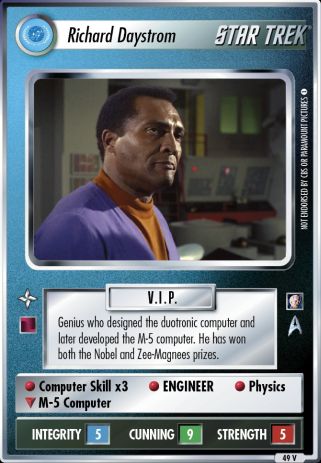 Richard Daystrom
STAR TREK
NOT ENDORSED BY CBS OR PARAMOUNT PICTURES
V.I.P.
Genius who designed the duotronic computer and
later developed the M-5 computer. He has won
both the Nobel and Zee-Magnees prizes.
Computer Skill x3 ENGINEER Physics
M-5 Computer
INTEGRITY 5 CUNNING 9 STRENGTH 5
49 V